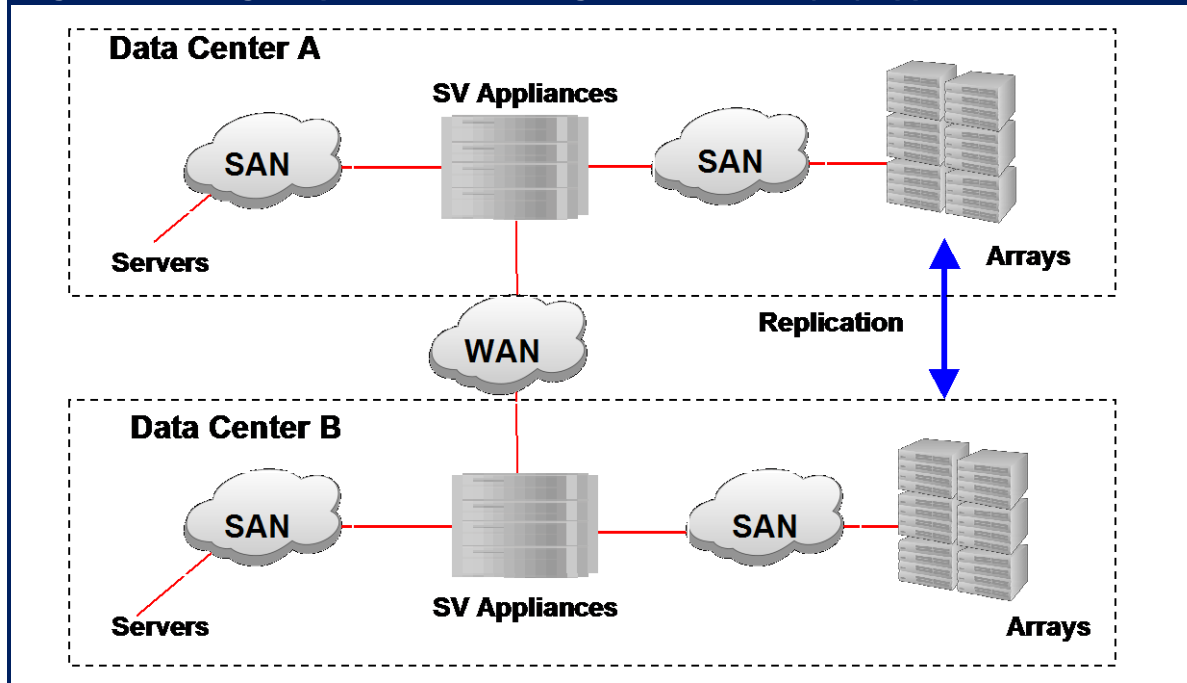 Data Center A
SV Appliances
SAN
SAN
Servers
Arrays
Replication
WAN
Data Center B
SAN
SAN
SV Appliances
Servers
Arrays